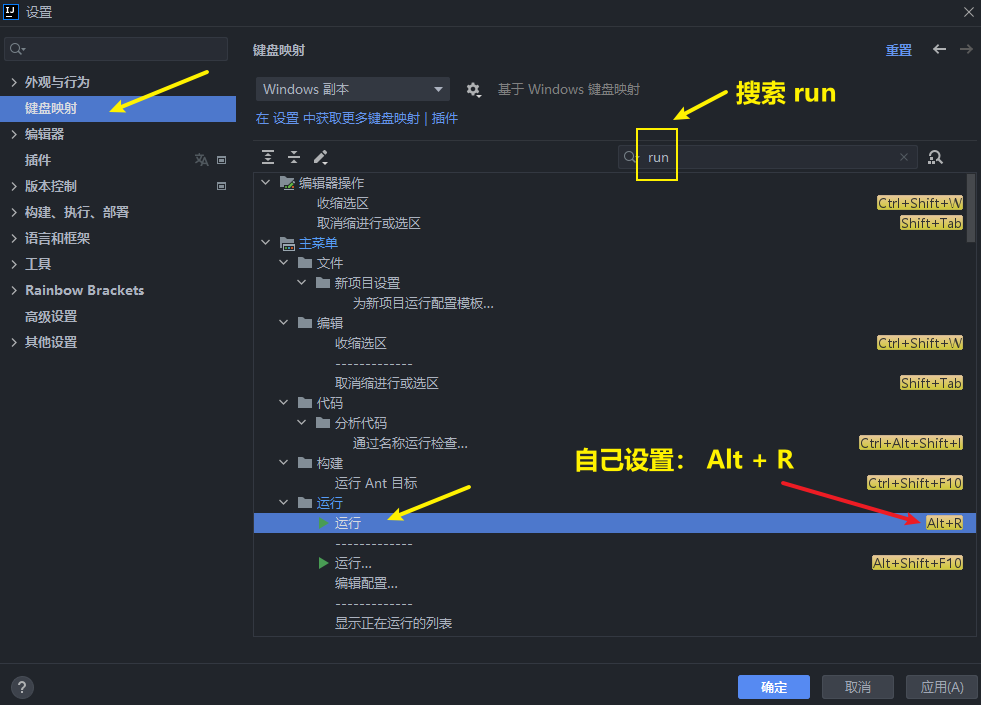 设置
键盘映射
重置
外观与行为
键盘映射
编辑器
插件
版本控制
构建、执行、部署
语言和框架
工具
Rainbow Brackets
高级设置
其他设置
Windows 副本
基于 Windows 键盘映射
在 设置 中获取更多键盘映射 | 插件
搜索 run
run
编辑器操作
收缩选区 Ctrl+Shift+W
取消缩进行或选区 Shift+Tab
主菜单
文件
新项目设置
为新项目运行配置模板...
编辑
收缩选区 Ctrl+Shift+W
-------------
取消缩进行或选区 Shift+Tab
代码
分析代码
通过名称运行检查... Ctrl+Alt+Shift+I
自己设置： Alt + R
构建
运行 Ant 目标 Ctrl+Shift+F10
运行
运行 Alt+R
-------------
运行... Alt+Shift+F10
编辑配置...
-------------
显示正在运行的列表
?
确定
取消
应用(A)